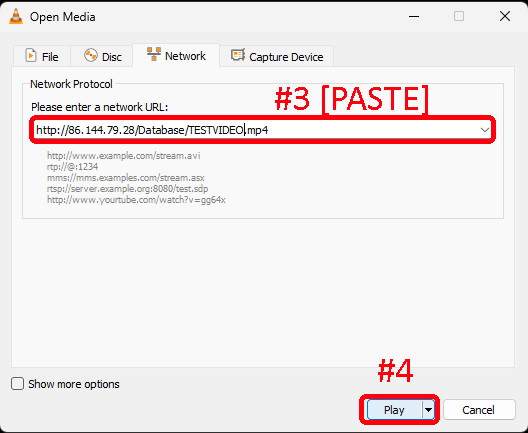 Open Media
File
Disc
Network
Capture Device
Network Protocol
#3 [PASTE]
Please enter a network URL:
http://86.144.79.28/Database/TESTVIDEO.mp4
http://www.example.com/stream.avi
rtp://@:1234
mms://mms.examples.com/stream.asx
rtsp://server.example.org:8080/test.sdp
http://www.yourtube.com/watch?v=gg64x
#4
Show more options
Play
Cancel